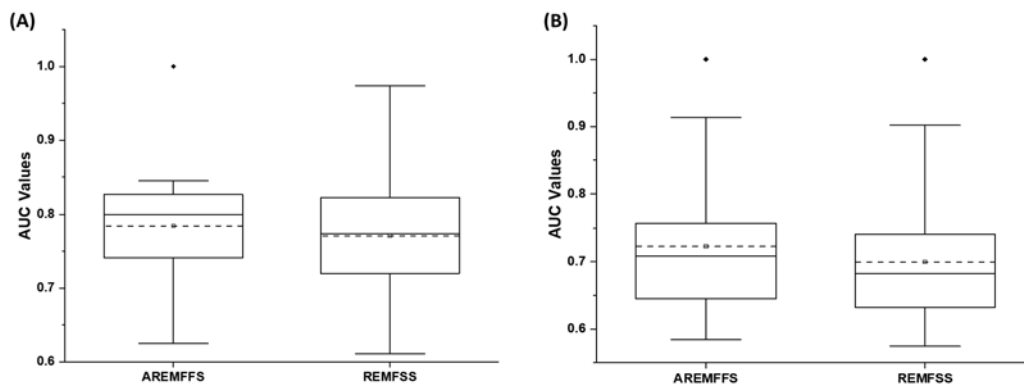 (A)
AUC Values
1.0
0.9
0.8
0.7
0.6
AREMFFS
REMFSS
(B)
AUC Values
1.0
0.9
0.8
0.7
0.6
AREMFFS
REMFSS